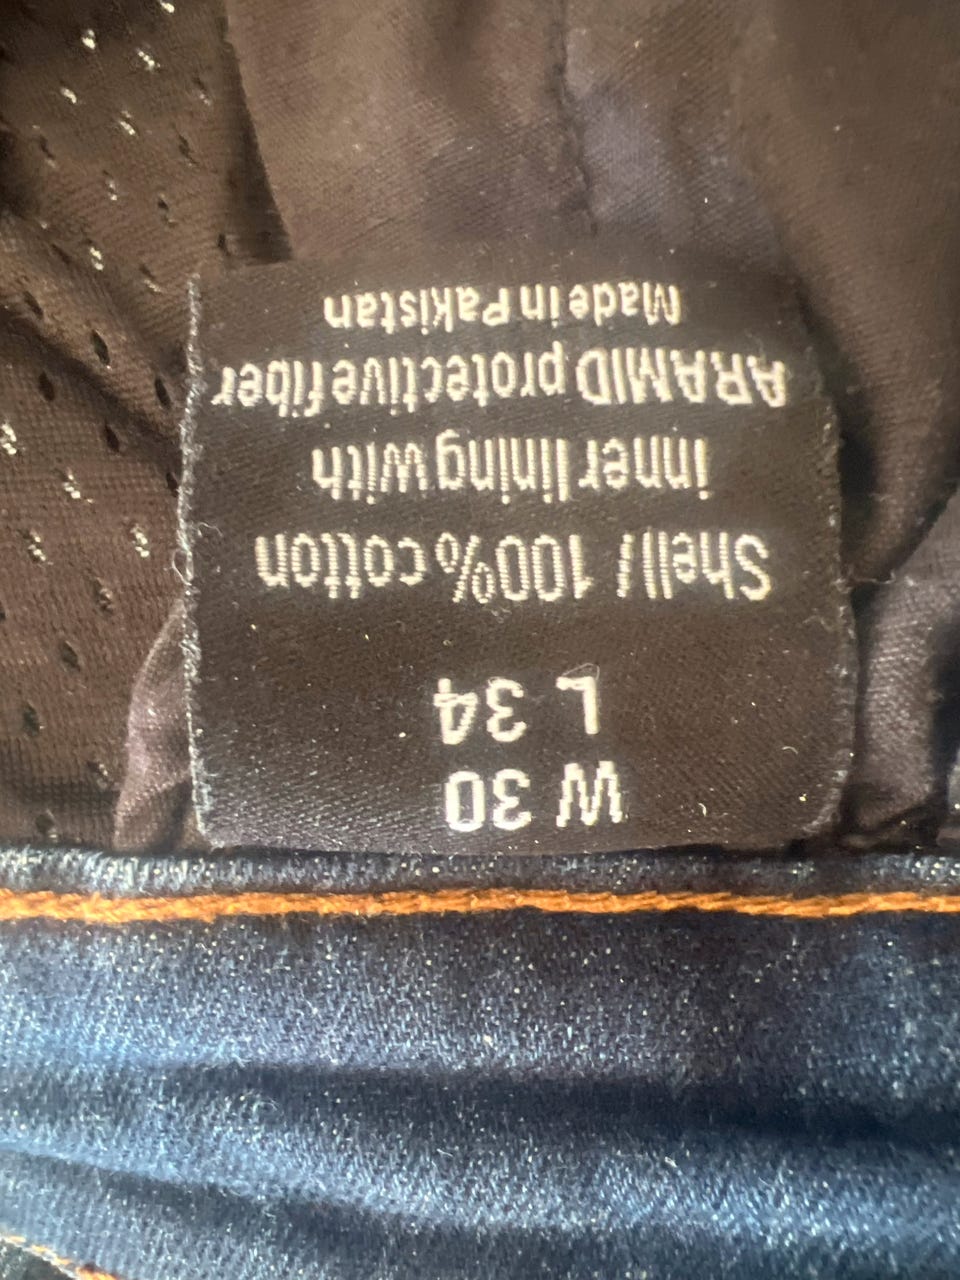 W 30
L 34
Shell/ 100% cotton
inner lining with
ARAMID protective fiber
Made in Pakistan